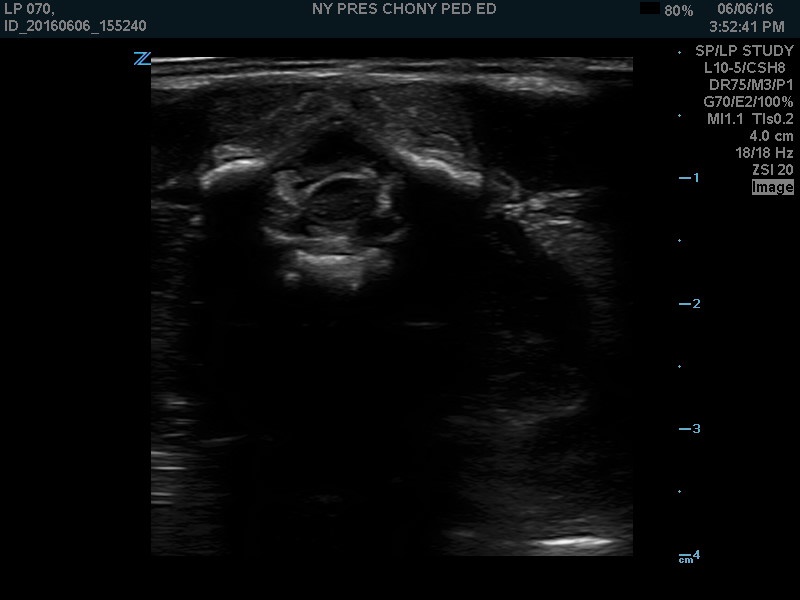 LP 070,
ID_20160606_155240
NY PRES CHONY PED ED
80%
06/06/16
3:52:41 PM
SP/LP STUDY
L10-5/CSH8
DR75/M3/P1
G70/E2/100%
MI1.1 TIs0.2
4.0 cm
18/18 Hz
ZSI 20
Image
Z
1
2
3
4
cm